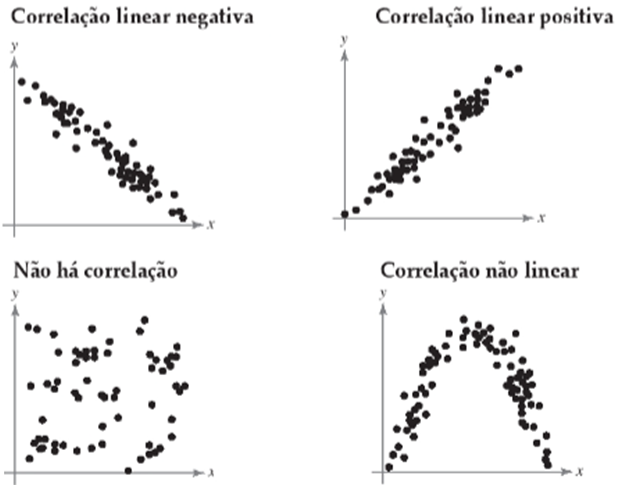 Correlação linear negativa
Correlação linear positiva
y
x
y
x
Não há correlação
Correlação não linear
y
x
y
x